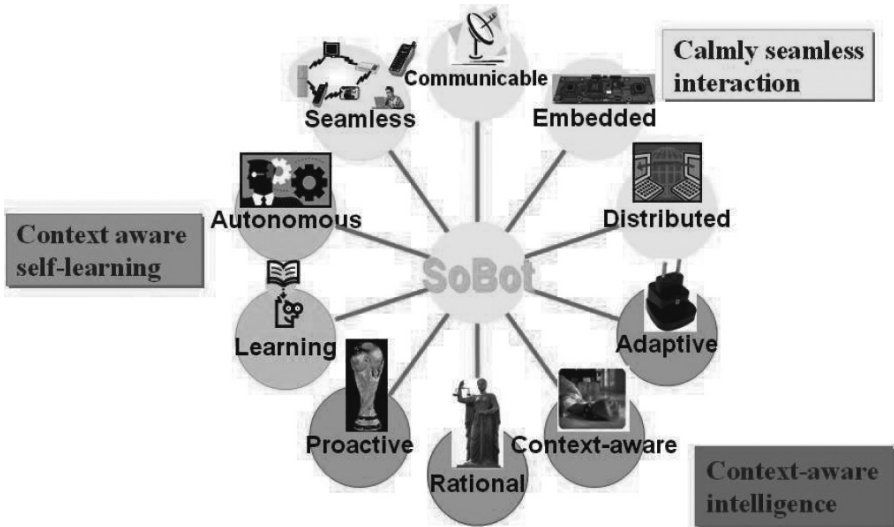 Communicable
Calmly seamless
interaction
Seamless
Embedded
Autonomous
Distributed
Context aware
self-learning
SoBot
Learning
Adaptive
Proactive
Context-aware
Rational
Context-aware
intelligence